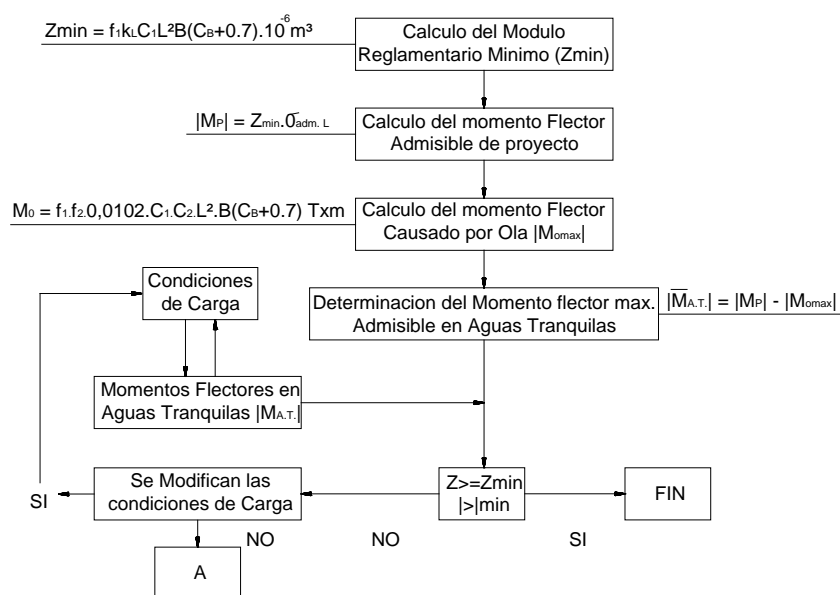 Zmin = f₁kLC₁L²B(CB+0.7).10⁻⁶m³
Calculo del Modulo
Reglamentario Minimo (Zmin)
|MP| = Zmin.σadm. L
Calculo del momento Flector
Admisible de proyecto
M₀ = f₁.f₂.0,0102.C₁.C₂.L².B(CB+0.7) Txm
Calculo del momento Flector
Causado por Ola |Momax|
Condiciones
de Carga
Determinacion del Momento flector max.
Admisible en Aguas Tranquilas
|M̅A.T.| = |MP| - |Momax|
Momentos Flectores en
Aguas Tranquilas |MA.T.|
Se Modifican las
condiciones de Carga
Z>=Zmin
|>|min
FIN
SI
NO
NO
SI
A